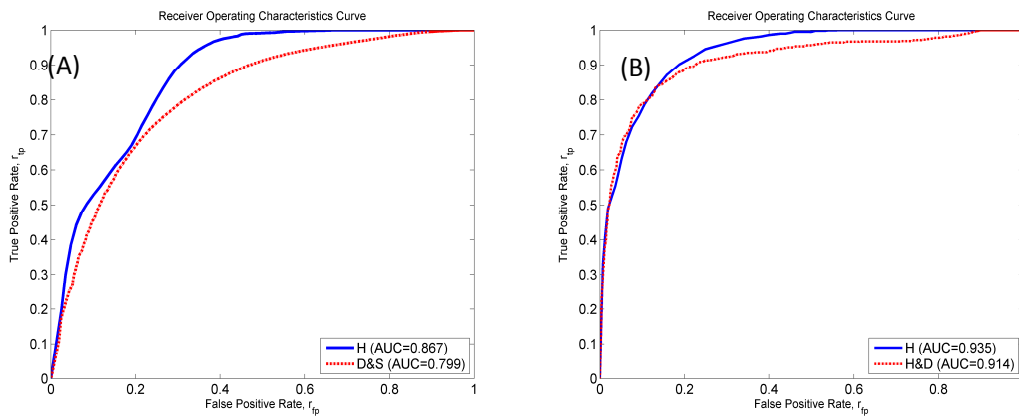 Receiver Operating Characteristics Curve
(A)
1
0.9
0.8
0.7
0.6
0.5
0.4
0.3
0.2
0.1
0
True Positive Rate, r_tp
0 0.2 0.4 0.6 0.8 1
False Positive Rate, r_fp
H (AUC=0.867)
D&S (AUC=0.799)
Receiver Operating Characteristics Curve
(B)
1
0.9
0.8
0.7
0.6
0.5
0.4
0.3
0.2
0.1
0
True Positive Rate, r_tp
0 0.2 0.4 0.6 0.8
False Positive Rate, r_fp
H (AUC=0.935)
H&D (AUC=0.914)